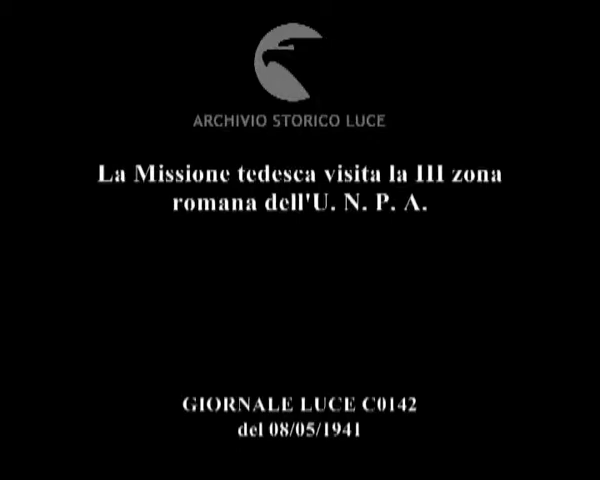 ARCHIVIO STORICO LUCE
La Missione tedesca visita la III zona
romana dell'U. N. P. A.
GIORNALE LUCE C0142
del 08/05/1941